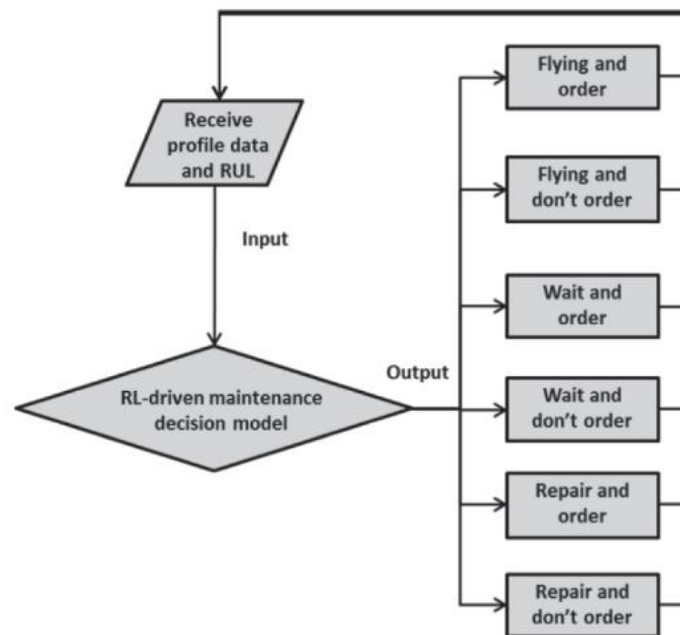 Receive
profile data
and RUL
Input
RL-driven maintenance
decision model
Output
Flying and
order
Flying and
don’t order
Wait and
order
Wait and
don’t order
Repair and
order
Repair and
don’t order